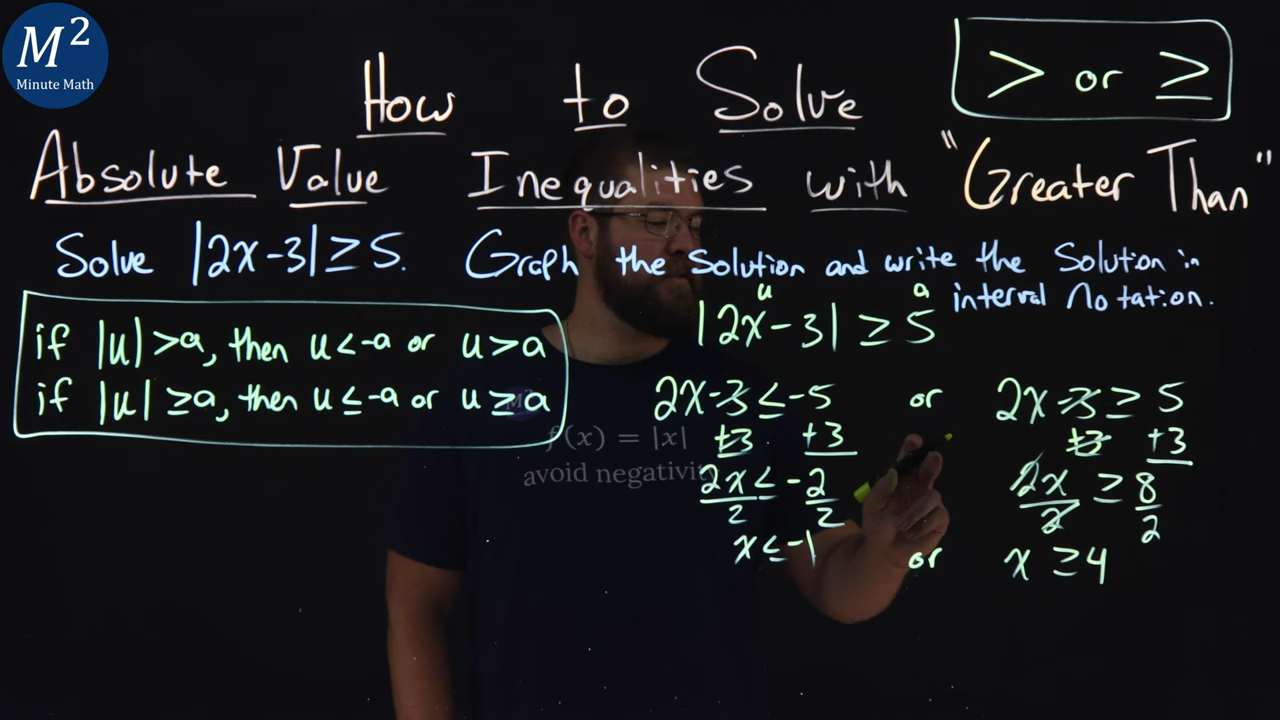 M²
Minute Math
> or ≥
How to Solve
Absolute Value Inequalities with "Greater Than"
Solve |2x-3| ≥ 5. Graph the Solution and write the Solution in
interval Notation.
if |u| > a, then u < -a or u > a
if |u| ≥ a, then u ≤ -a or u ≥ a
u a
|2x-3| ≥ 5
2x-3 ≤ -5 or 2x-3 ≥ 5
+3 +3 +3 +3
2x ≤ -2 2x ≥ 8
2 2 2 2
x ≤ -1 or x ≥ 4
f(x) = |x|
avoid negativity